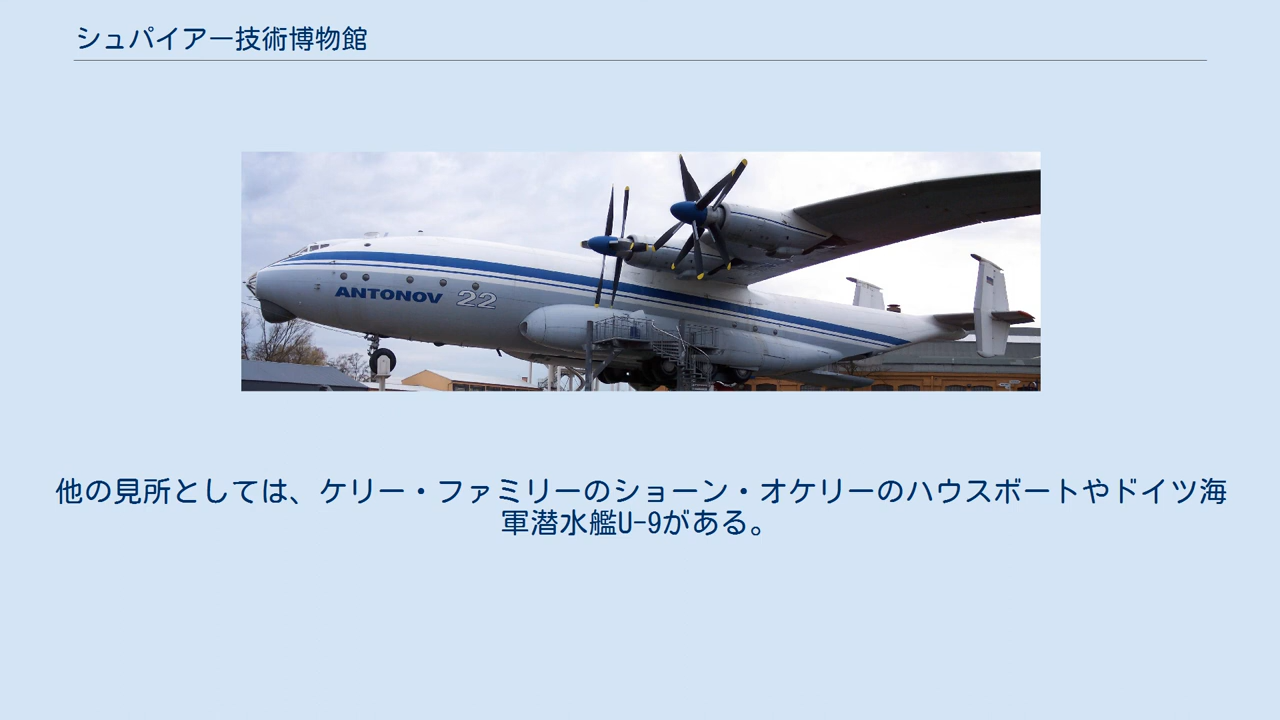 シュパイアー技術博物館
ANTONOV 22
他の見所としては、ケリー・ファミリーのショーン・オケリーのハウスボートやドイツ海
軍潜水艦U-9がある。